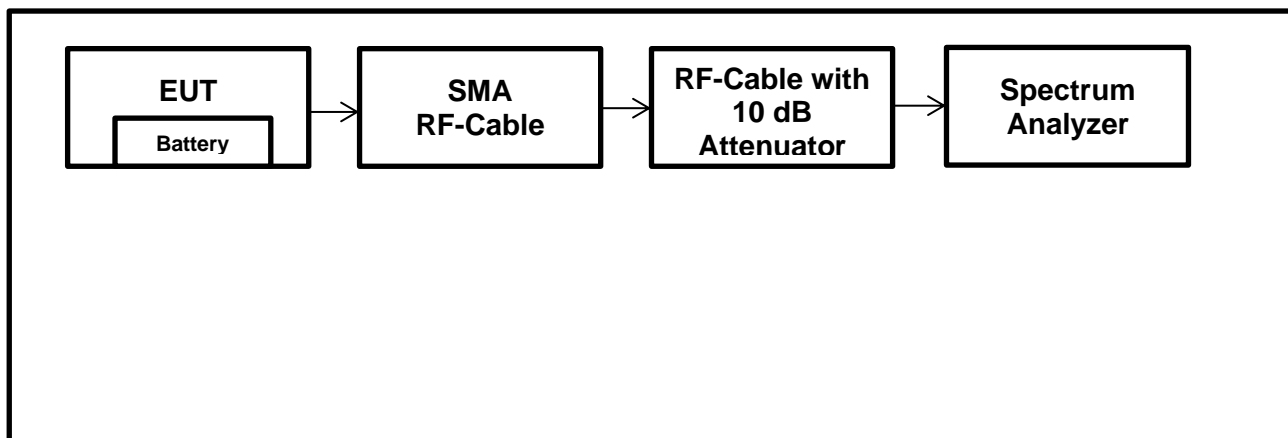 EUT
Battery
SMA
RF-Cable
RF-Cable with
10 dB
Attenuator
Spectrum
Analyzer